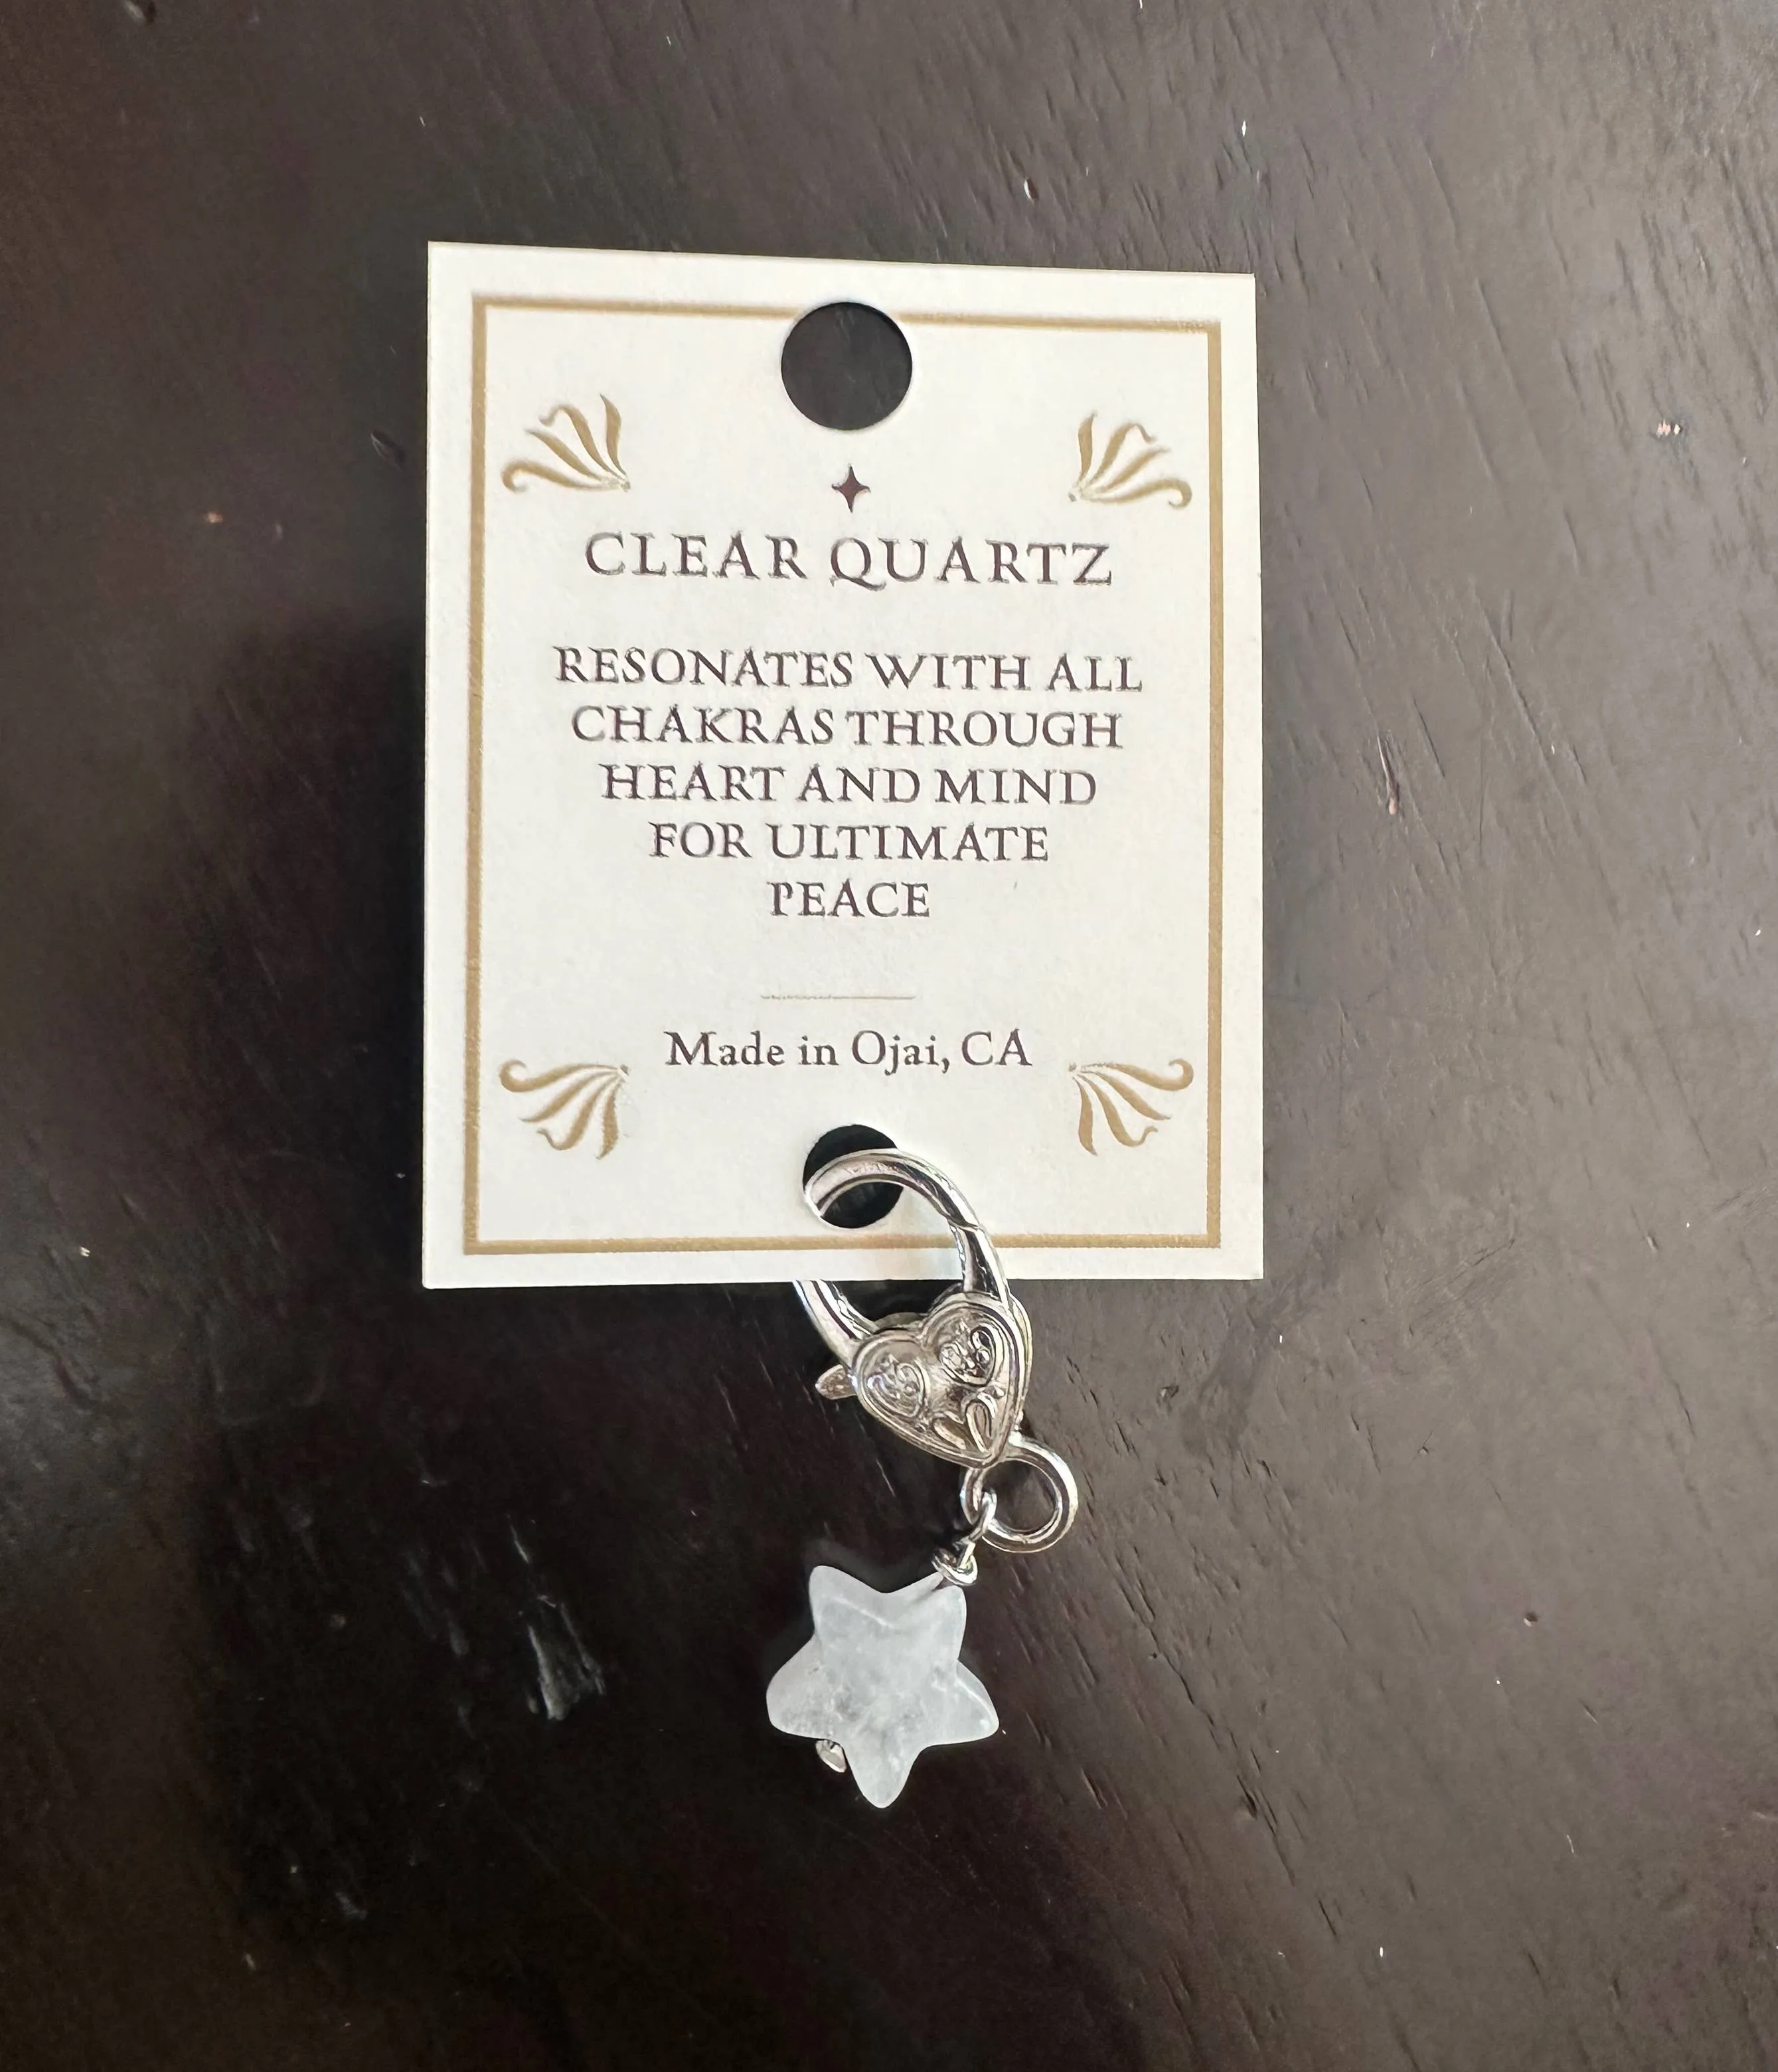 CLEAR QUARTZ
RESONATES WITH ALL
CHAKRAS THROUGH
HEART AND MIND
FOR ULTIMATE
PEACE
Made in Ojai, CA